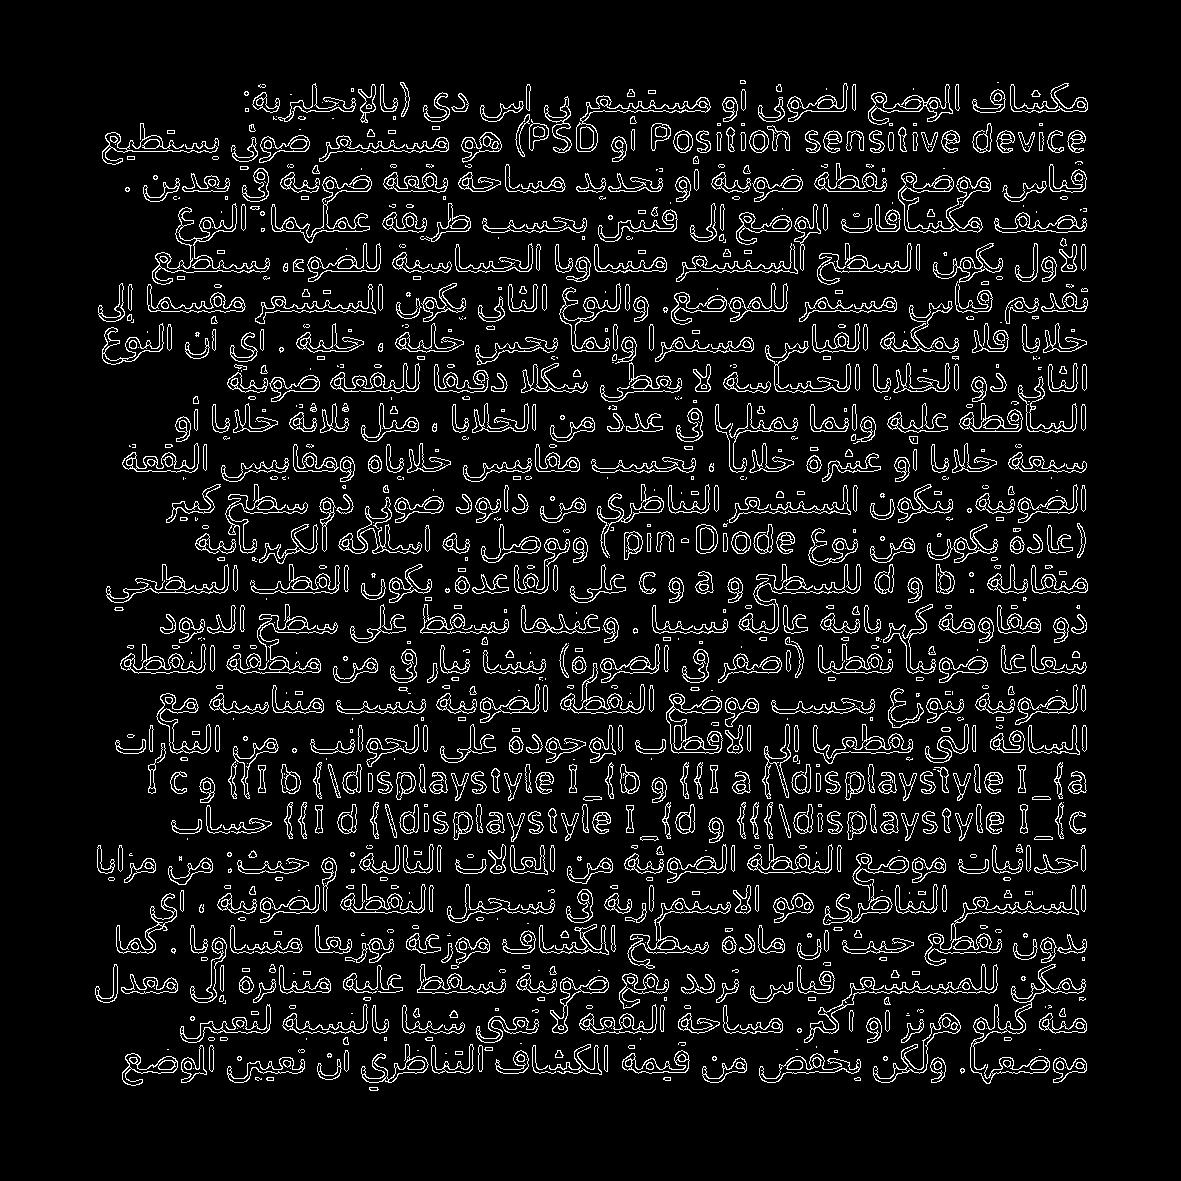 مكشاف الموضع الضوئي أو مستشعر بي إس دي (بالإنجليزية:
Position sensitive device أو PSD) هو مستشعر ضوئي يستطيع
قياس موضع نقطة ضوئية أو تحديد مساحة بقعة ضوئية في بعدين .
تصنف مكشافات الموضع إلى فئتين بحسب طريقة عملهما: النوع
الأول يكون السطح المستشعر متساويا الحساسية للضوء، يستطيع
تقديم قياس مستمر للموضع. والنوع الثاني يكون المستشعر مقسما إلى
خلايا فلا يمكنه القياس مستمرا وإنما يحس خلية ، خلية . أي أن النوع
الثاني ذو الخلايا الحساسة لا يعطي شكلا دقيقا للبقعة ضوئية
الساقطة عليه وإنما يمثلها في عدد من الخلايا ، مثل ثلاثة خلايا أو
سبعة خلايا أو عشرة خلايا ، بحسب مقاييس خلاياه ومقاييس البقعة
الضوئية. يتكون المستشعر التناظري من دايود ضوئي ذو سطح كبير
(عادة يكون من نوع pin-Diode ) وتوصل به اسلاكه الكهربائية
متقابلة : b و d للسطح و a و c على القاعدة. يكون القطب السطحي
ذو مقاومة كهربائية عالية نسبيا . وعندما نسقط على سطح الديود
شعاعا ضوئيا نقطيا (أصفر في الصورة) ينشأ تيار في من منطقة النقطة
الضوئية يتوزع بحسب موضع النقطة الضوئية بنسب متناسبة مع
المسافة التي يقطعها إلى الأقطاب الموجودة على الجوانب . من التيارات
I a {\displaystyle I_{a}} و I b {\displaystyle I_{b}} و I c
{\displaystyle I_{c}} و I d {\displaystyle I_{d}} حساب
احداثيات موضع النقطة الضوئية من المعالات التالية: و حيث: من مزايا
المستشعر التناظري هو الاستمرارية في تسجيل النقطة الضوئية ، أي
بدون تقطع حيث أن مادة سطح المكشاف موزعة توزيعا متساويا . كما
يمكن للمستشعر قياس تردد بقع ضوئية تسقط عليه متناثرة إلى معدل
مئة كيلو هرتز أو أكثر. مساحة البقعة لا تعني شيئا بالنسبة لتعيين
موضعها. ولكن يخفض من قيمة المكشاف التناظري أن تعيين الموضع